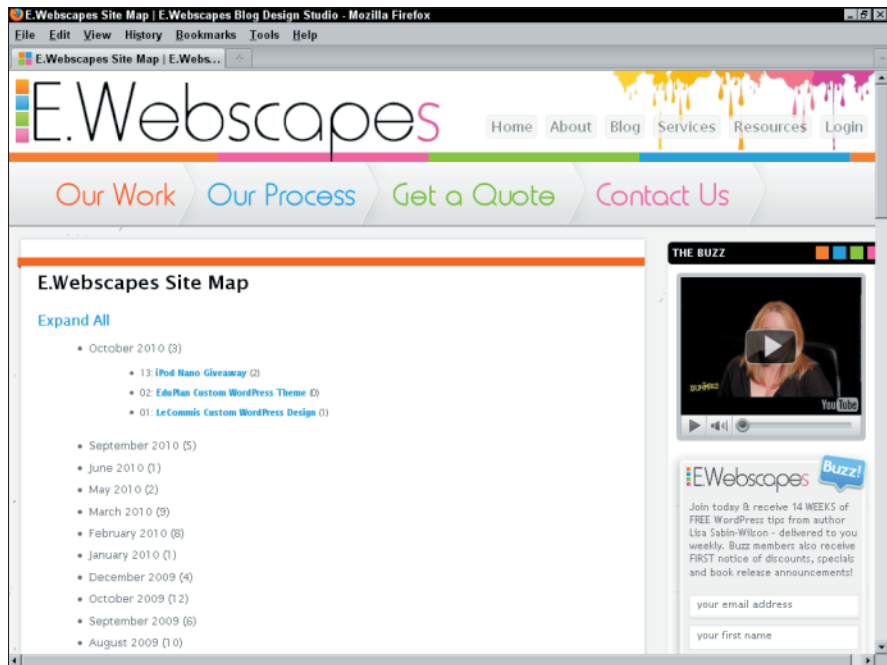 E.Webscapes Site Map | E.Webscapes Blog Design Studio - Mozilla Firefox
File Edit View History Bookmarks Tools Help
E.Webscapes Site Map | E.Webs...
E.Webscapes
Home About Blog Services Resources Login
Our Work Our Process Get a Quote Contact Us
THE BUZZ
E.Webscapes Site Map
Expand All
• October 2010 (3)
• 13: iPod Nano Giveaway (2)
• 02: EduPlan Custom WordPress Theme (0)
• 01: LeCommis Custom WordPress Design (1)
• September 2010 (5)
• June 2010 (1)
• May 2010 (2)
• March 2010 (9)
• February 2010 (8)
• January 2010 (1)
• December 2009 (4)
• October 2009 (12)
• September 2009 (6)
• August 2009 (10)
DUMMIES
YouTube
E.Webscapes
Buzz!
Join today & receive 14 WEEKS of
FREE WordPress tips from author
Lisa Sabin-Wilson - delivered to you
weekly. Buzz members also receive
FIRST notice of discounts, specials
and book release announcements!
your email address
your first name